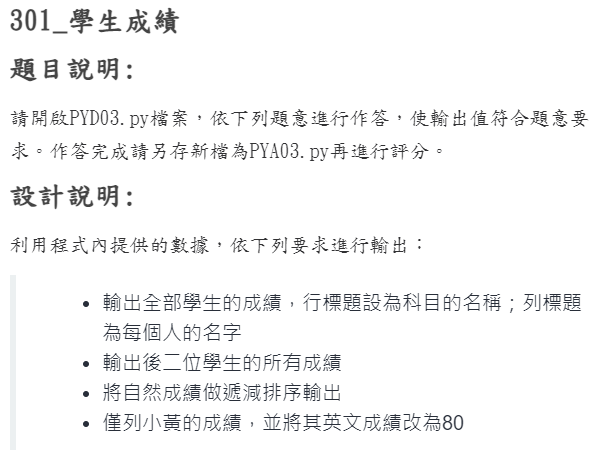 301_學生成績
題目說明:
請開啟PYD03.py檔案，依下列題意進行作答，使輸出值符合題意要
求。作答完成請另存新檔為PYA03.py再進行評分。
設計說明:
利用程式內提供的數據，依下列要求進行輸出：
• 輸出全部學生的成績，行標題設為科目的名稱；列標題
為每個人的名字
• 輸出後二位學生的所有成績
• 將自然成績做遞減排序輸出
• 僅列小黃的成績，並將其英文成績改為80